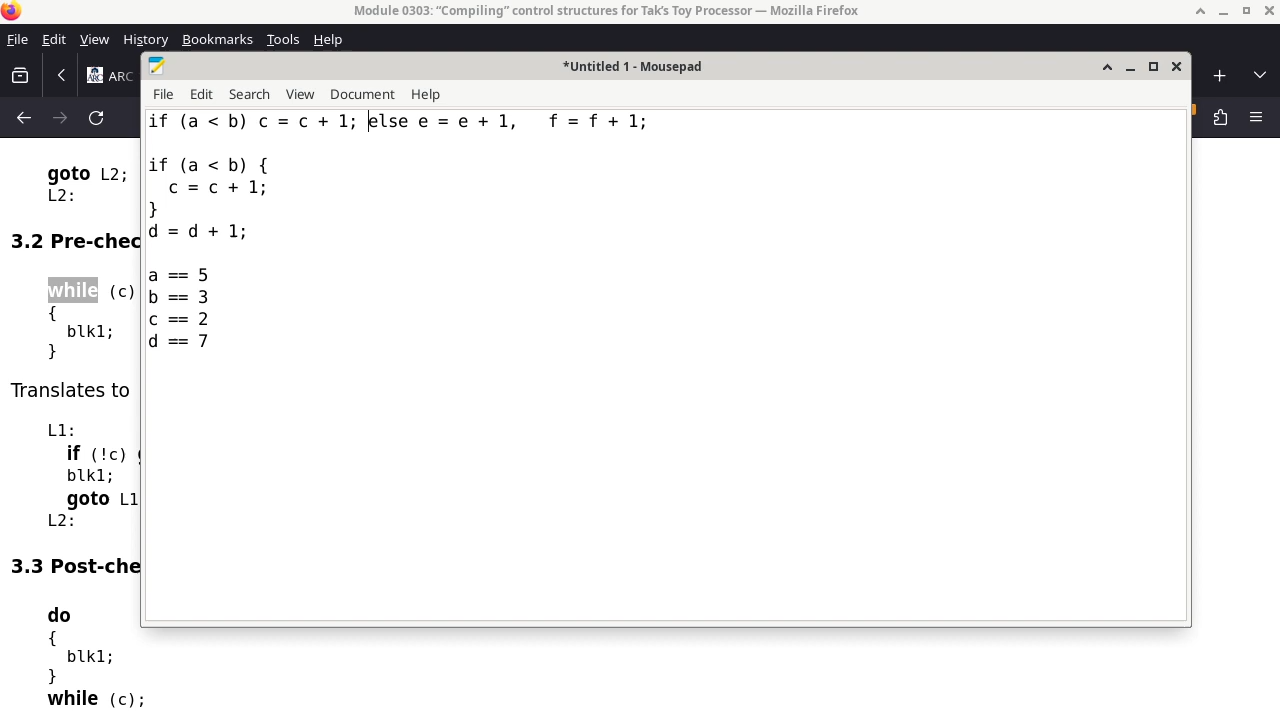 Module 0303: “Compiling” control structures for Tak’s Toy Processor — Mozilla Firefox
File Edit View History Bookmarks Tools Help
ARC
*Untitled 1 - Mousepad
File Edit Search View Document Help
if (a < b) c = c + 1; else e = e + 1,   f = f + 1;
if (a < b) {
  c = c + 1;
}
d = d + 1;
a == 5
b == 3
c == 2
d == 7
goto L2;
L2:
3.2 Pre-chec
while (c)
{
  blk1;
}
Translates to
L1:
  if (!c)
  blk1;
  goto L1
L2:
3.3 Post-che
do
{
  blk1;
}
while (c);